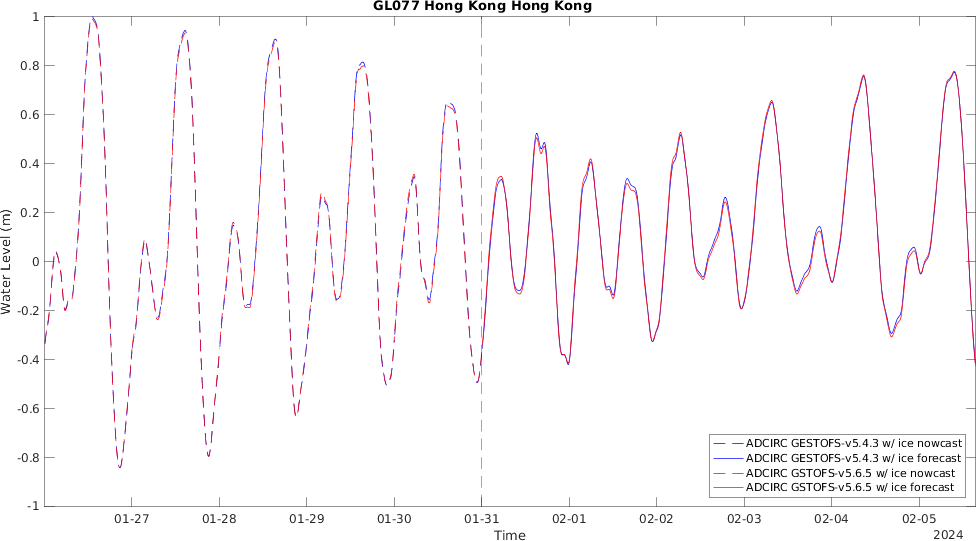 GL077 Hong Kong Hong Kong
1
0.8
0.6
0.4
0.2
0
-0.2
-0.4
-0.6
-0.8
-1
Water Level (m)
ADCIRC GESTOFS-v5.4.3 w/ ice nowcast
ADCIRC GESTOFS-v5.4.3 w/ ice forecast
ADCIRC GSTOFS-v5.6.5 w/ ice nowcast
ADCIRC GSTOFS-v5.6.5 w/ ice forecast
01-27 01-28 01-29 01-30 01-31 02-01 02-02 02-03 02-04 02-05
Time
2024